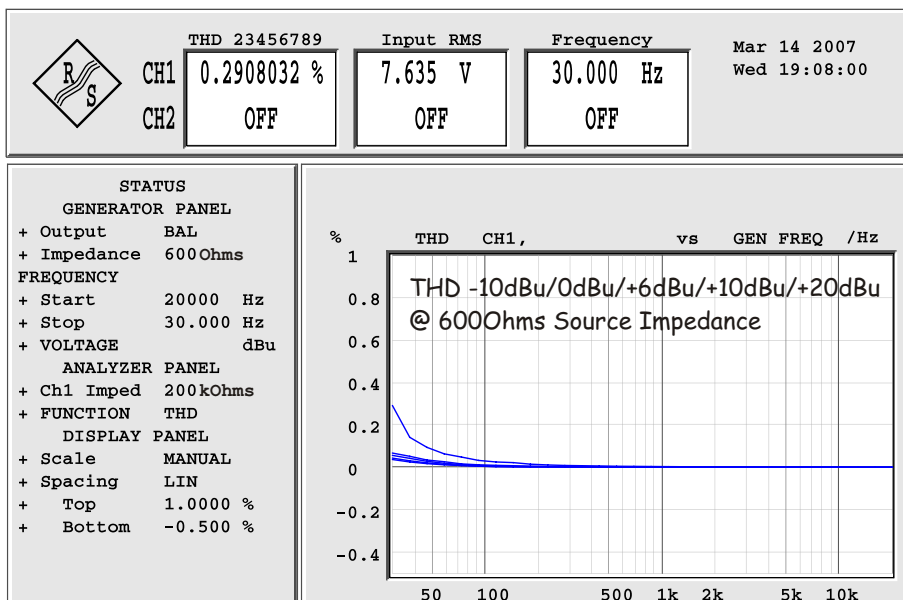 THD 23456789 Input RMS Frequency
Mar 14 2007
Wed 19:08:00
R
S
CH1 0.2908032 % 7.635 V 30.000 Hz
CH2 OFF OFF OFF
STATUS
GENERATOR PANEL
+ Output BAL
+ Impedance 600Ohms
FREQUENCY
+ Start 20000 Hz
+ Stop 30.000 Hz
+ VOLTAGE dBu
ANALYZER PANEL
+ Ch1 Imped 200kOhms
+ FUNCTION THD
DISPLAY PANEL
+ Scale MANUAL
+ Spacing LIN
+ Top 1.0000 %
+ Bottom -0.500 %
% THD CH1, vs GEN FREQ /Hz
THD -10dBu/0dBu/+6dBu/+10dBu/+20dBu
@ 600Ohms Source Impedance
1
0.8
0.6
0.4
0.2
0
-0.2
-0.4
50 100 500 1k 2k 5k 10k